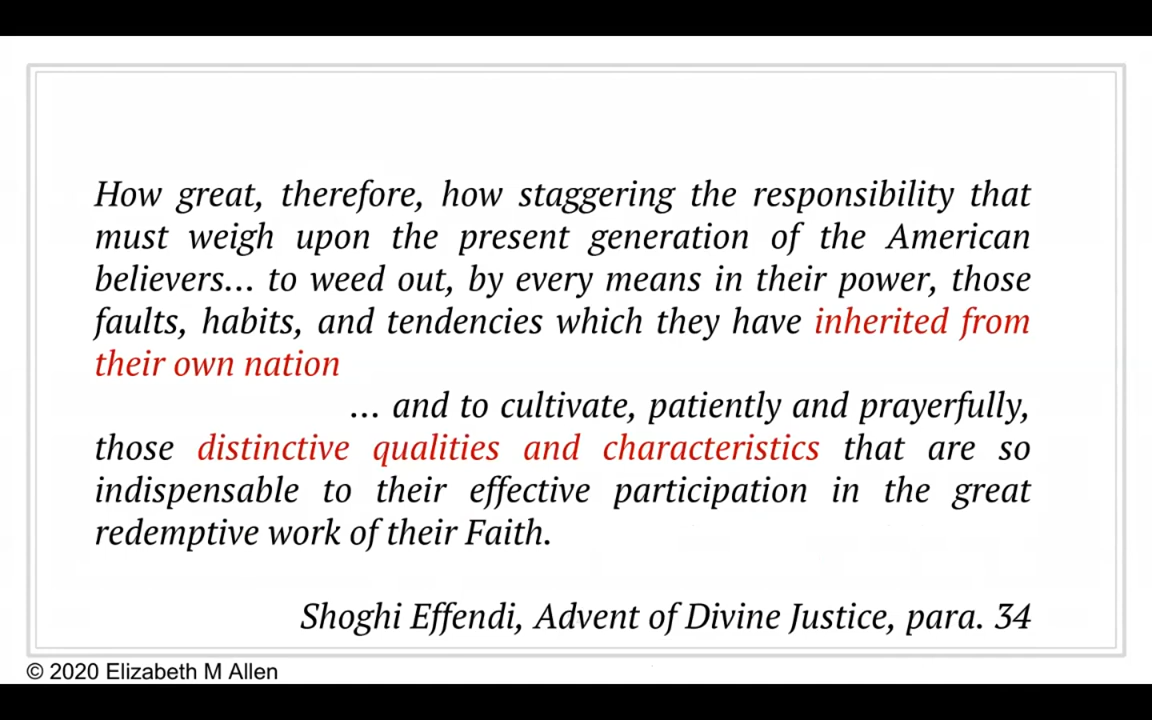 How great, therefore, how staggering the responsibility that
must weigh upon the present generation of the American
believers... to weed out, by every means in their power, those
faults, habits, and tendencies which they have inherited from
their own nation
... and to cultivate, patiently and prayerfully,
those distinctive qualities and characteristics that are so
indispensable to their effective participation in the great
redemptive work of their Faith.
Shoghi Effendi, Advent of Divine Justice, para. 34
© 2020 Elizabeth M Allen